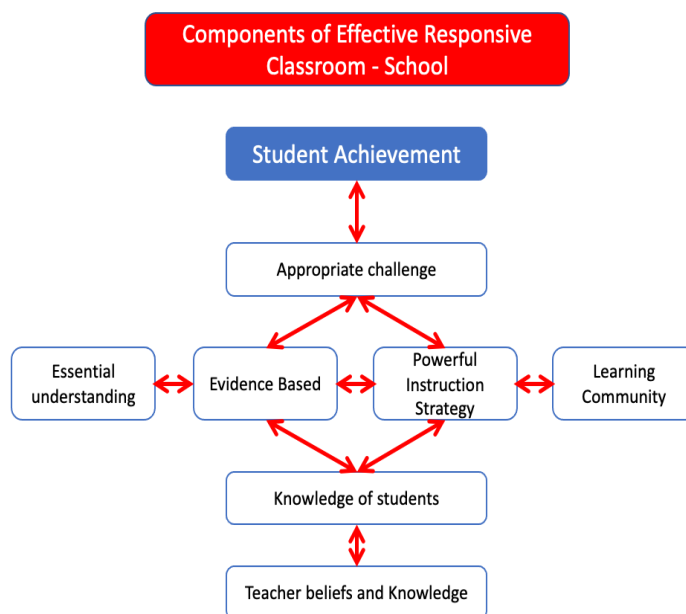 Components of Effective Responsive
Classroom - School
Student Achievement
Appropriate challenge
Essential
understanding
Evidence Based
Powerful
Instruction
Strategy
Learning
Community
Knowledge of students
Teacher beliefs and Knowledge